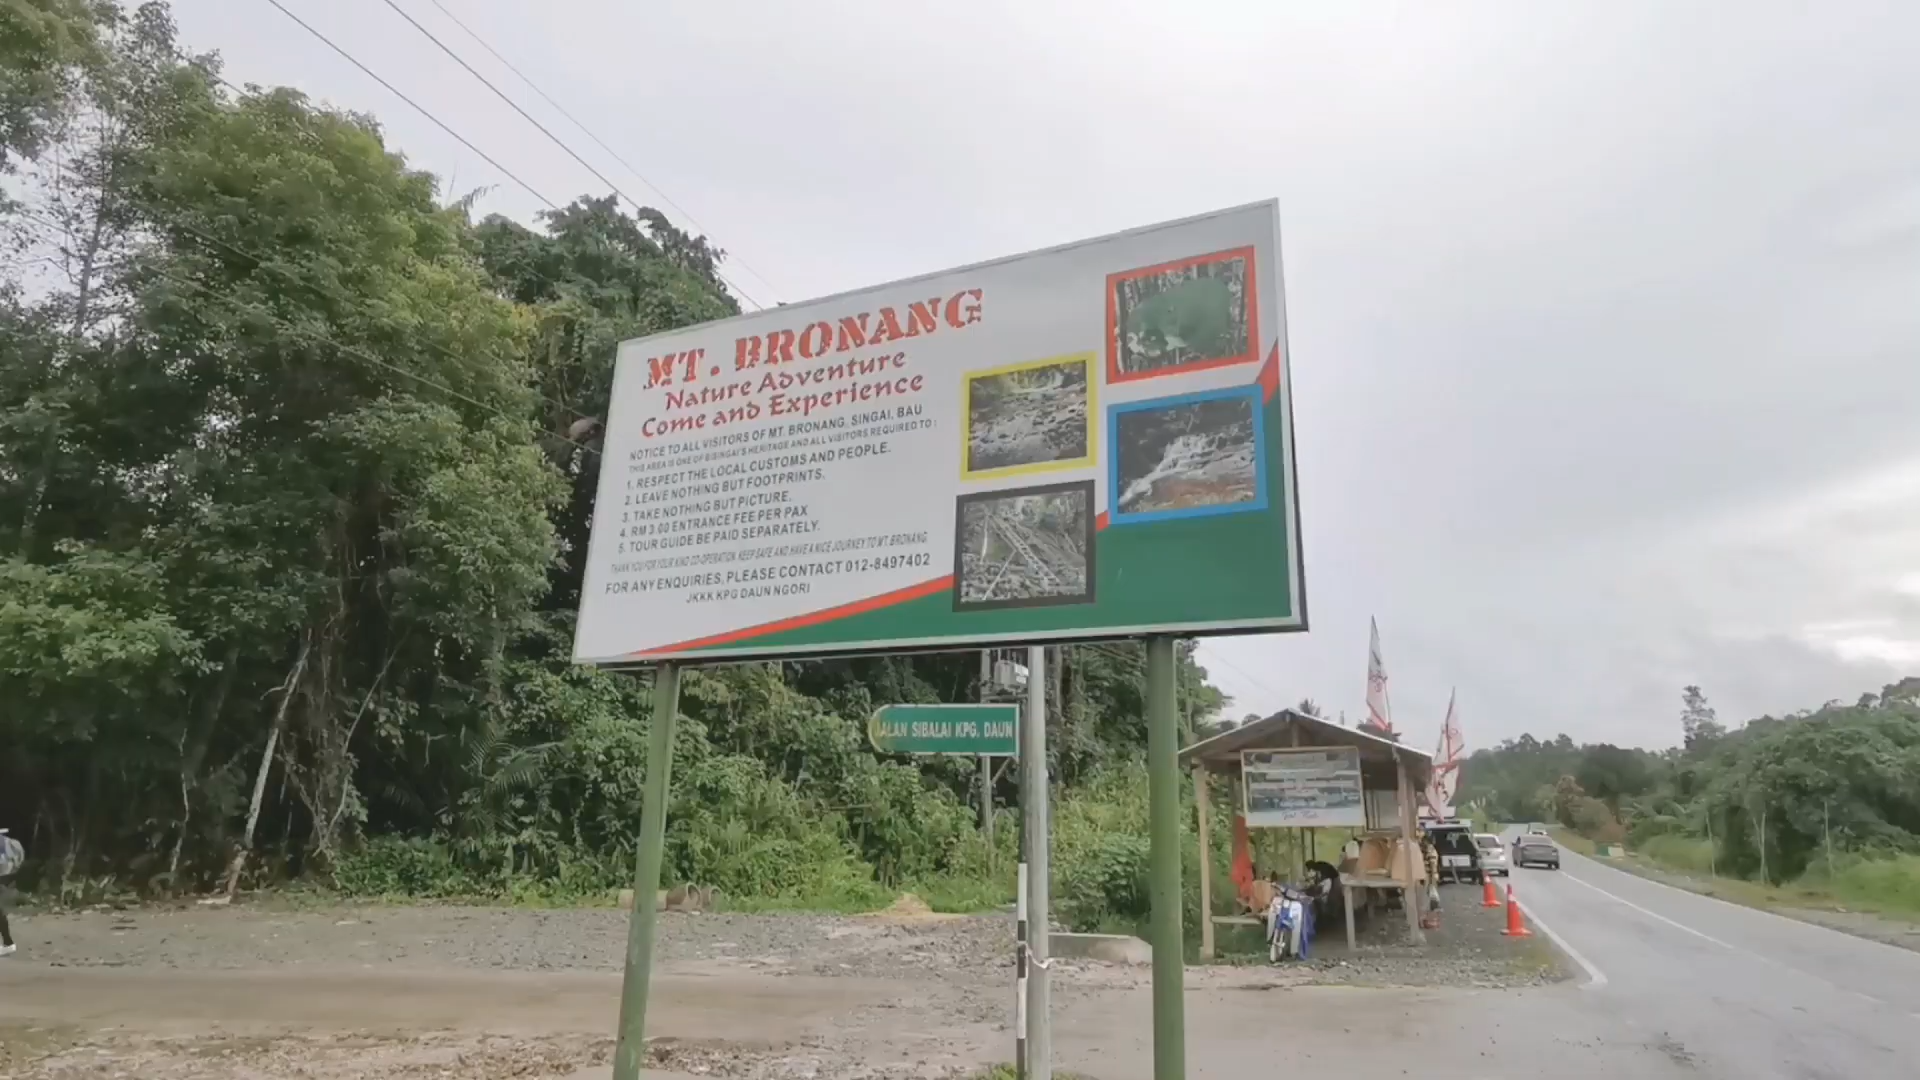 MT. BRONANG
Nature Adventure
Come and Experience
NOTICE TO ALL VISITORS OF MT. BRONANG, SINGAI, BAU
THIS AREA IS ONE OF BISINGAI'S HERITAGE AND ALL VISITORS REQUIRED TO :
1. RESPECT THE LOCAL CUSTOMS AND PEOPLE.
2. LEAVE NOTHING BUT FOOTPRINTS.
3. TAKE NOTHING BUT PICTURE.
4. RM 3.00 ENTRANCE FEE PER PAX
5. TOUR GUIDE BE PAID SEPARATELY.
THANK YOU FOR YOUR KIND CO-OPERATION. KEEP SAFE AND HAVE A NICE JOURNEY TO MT. BRONANG
FOR ANY ENQUIRIES, PLEASE CONTACT 012-8497402
JKKK KPG DAUN NGORI
JALAN SIBALAI KPG. DAUN